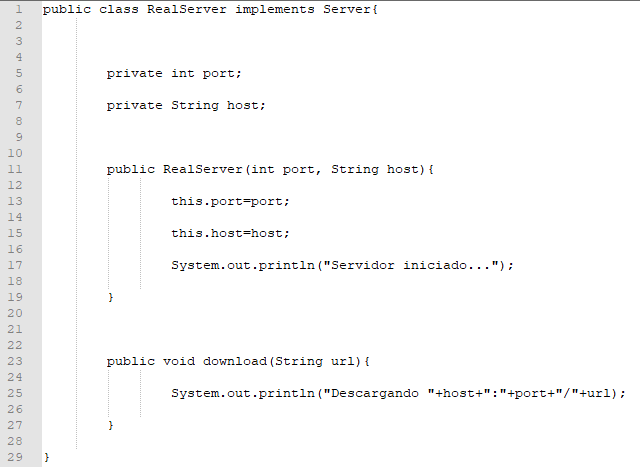 1 public class RealServer implements Server{
2
3
4
5 private int port;
6
7 private String host;
8
9
10
11 public RealServer(int port, String host){
12
13 this.port=port;
14
15 this.host=host;
16
17 System.out.println("Servidor iniciado...");
18
19 }
20
21
22
23 public void download(String url){
24
25 System.out.println("Descargando "+host+":"+port+"/"+url);
26
27 }
28
29 }